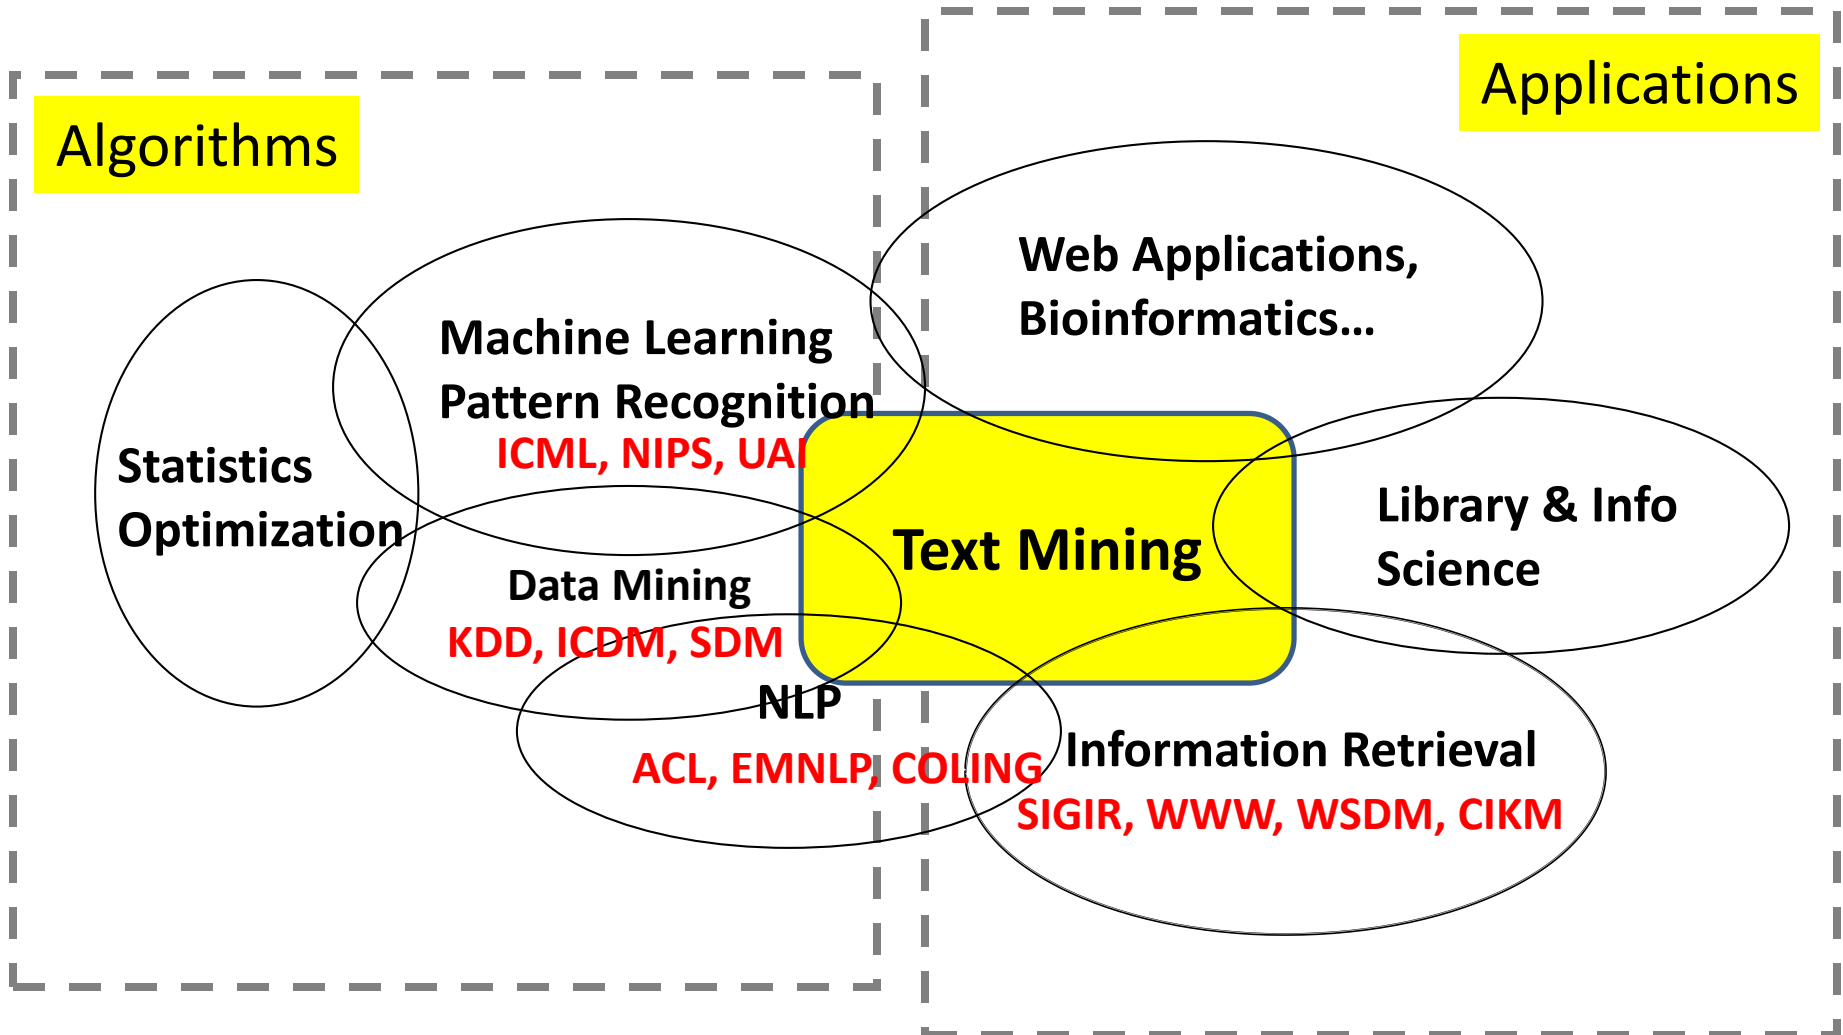 Algorithms
Applications
Web Applications,
Bioinformatics…
Machine Learning
Pattern Recognition
ICML, NIPS, UAI
Statistics
Optimization
Text Mining
Library & Info
Science
Data Mining
KDD, ICDM, SDM
NLP
ACL, EMNLP, COLING
Information Retrieval
SIGIR, WWW, WSDM, CIKM